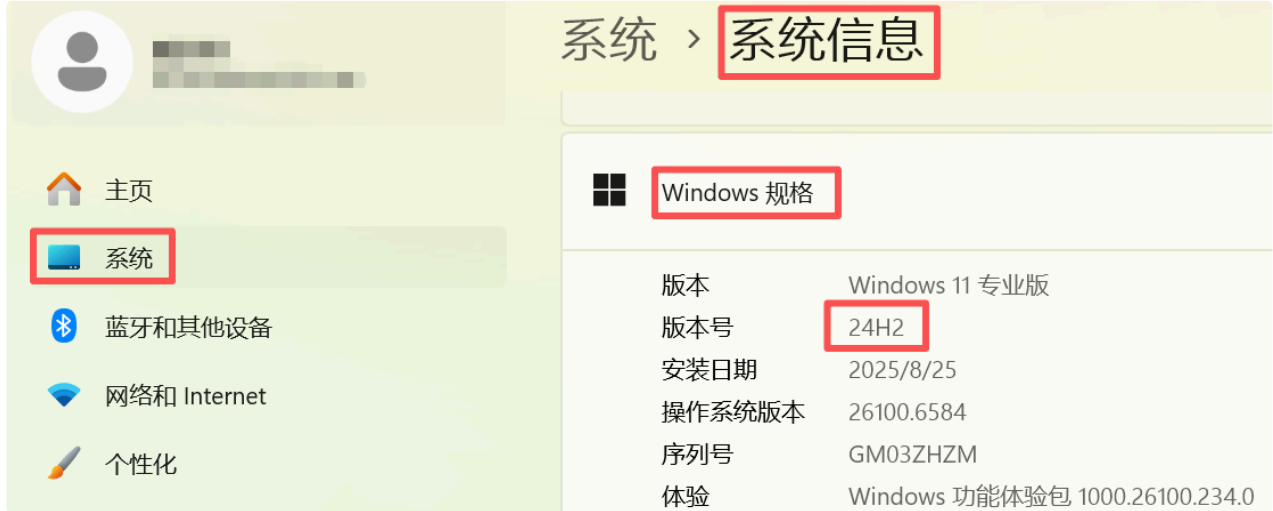 系统 › 系统信息
主页
系统
蓝牙和其他设备
网络和 Internet
个性化
Windows 规格
版本 Windows 11 专业版
版本号 24H2
安装日期 2025/8/25
操作系统版本 26100.6584
序列号 GM03ZHZM
体验 Windows 功能体验包 1000.26100.234.0